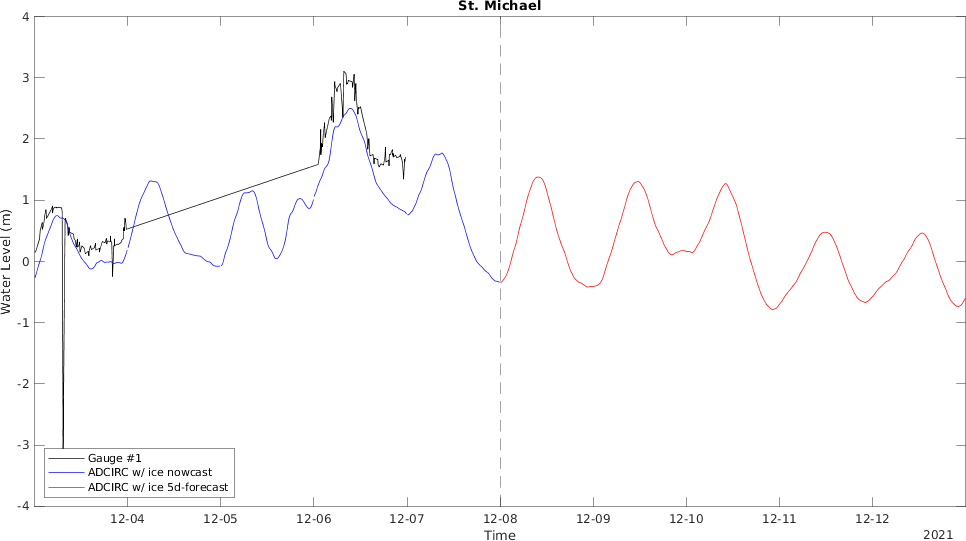 St. Michael
4
3
2
1
0
-1
-2
-3
-4
Water Level (m)
Gauge #1
ADCIRC w/ ice nowcast
ADCIRC w/ ice 5d-forecast
12-04 12-05 12-06 12-07 12-08 12-09 12-10 12-11 12-12
Time
2021